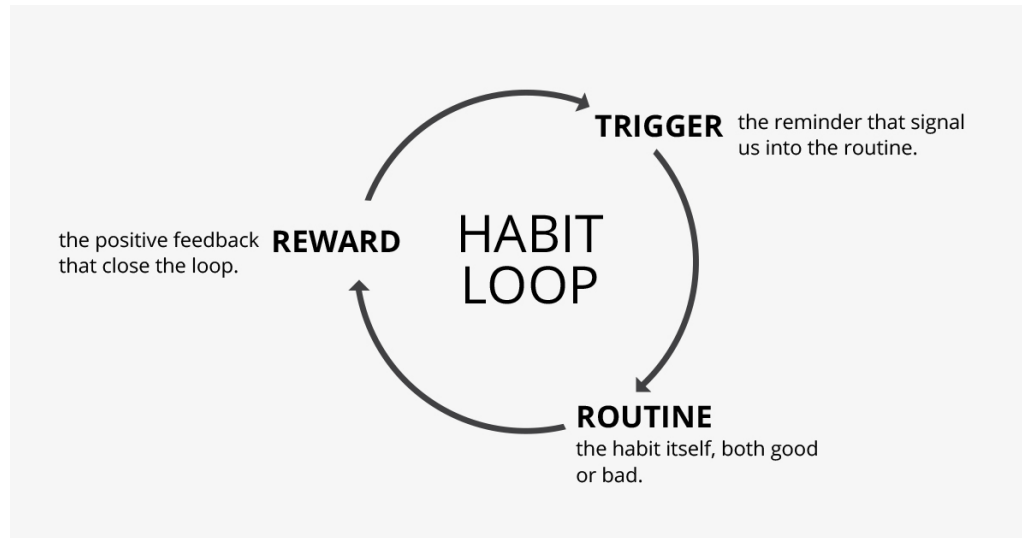 HABIT
LOOP
TRIGGER
the reminder that signal
us into the routine.
ROUTINE
the habit itself, both good
or bad.
REWARD
the positive feedback
that close the loop.